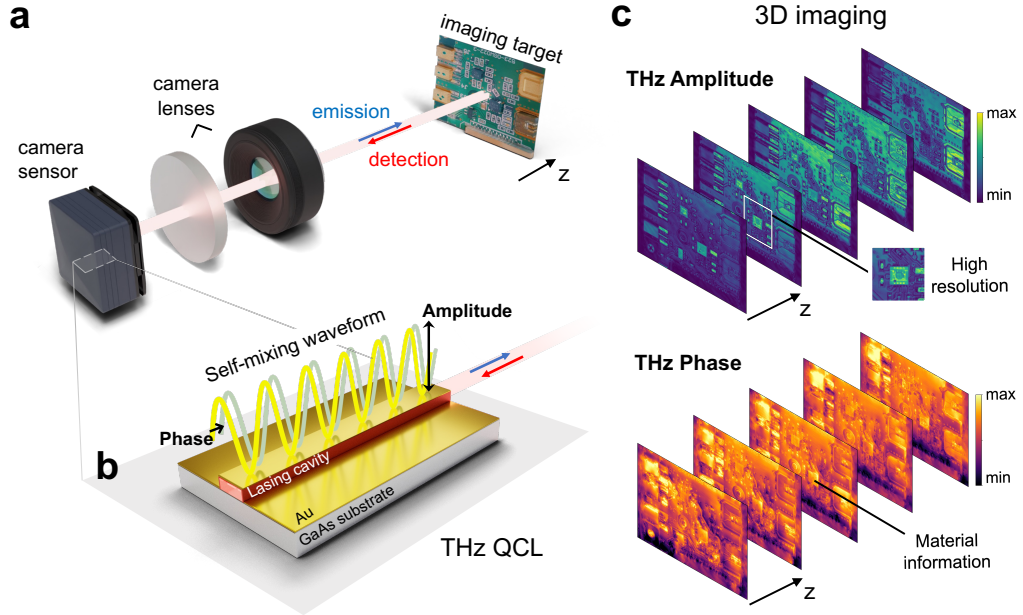 a
imaging target
camera
lenses
emission
detection
z
camera
sensor
b
Self-mixing waveform
Amplitude
Phase
Lasing cavity
Au
GaAs substrate
THz QCL
c
3D imaging
THz Amplitude
max
min
High
resolution
z
THz Phase
max
min
Material
information
z